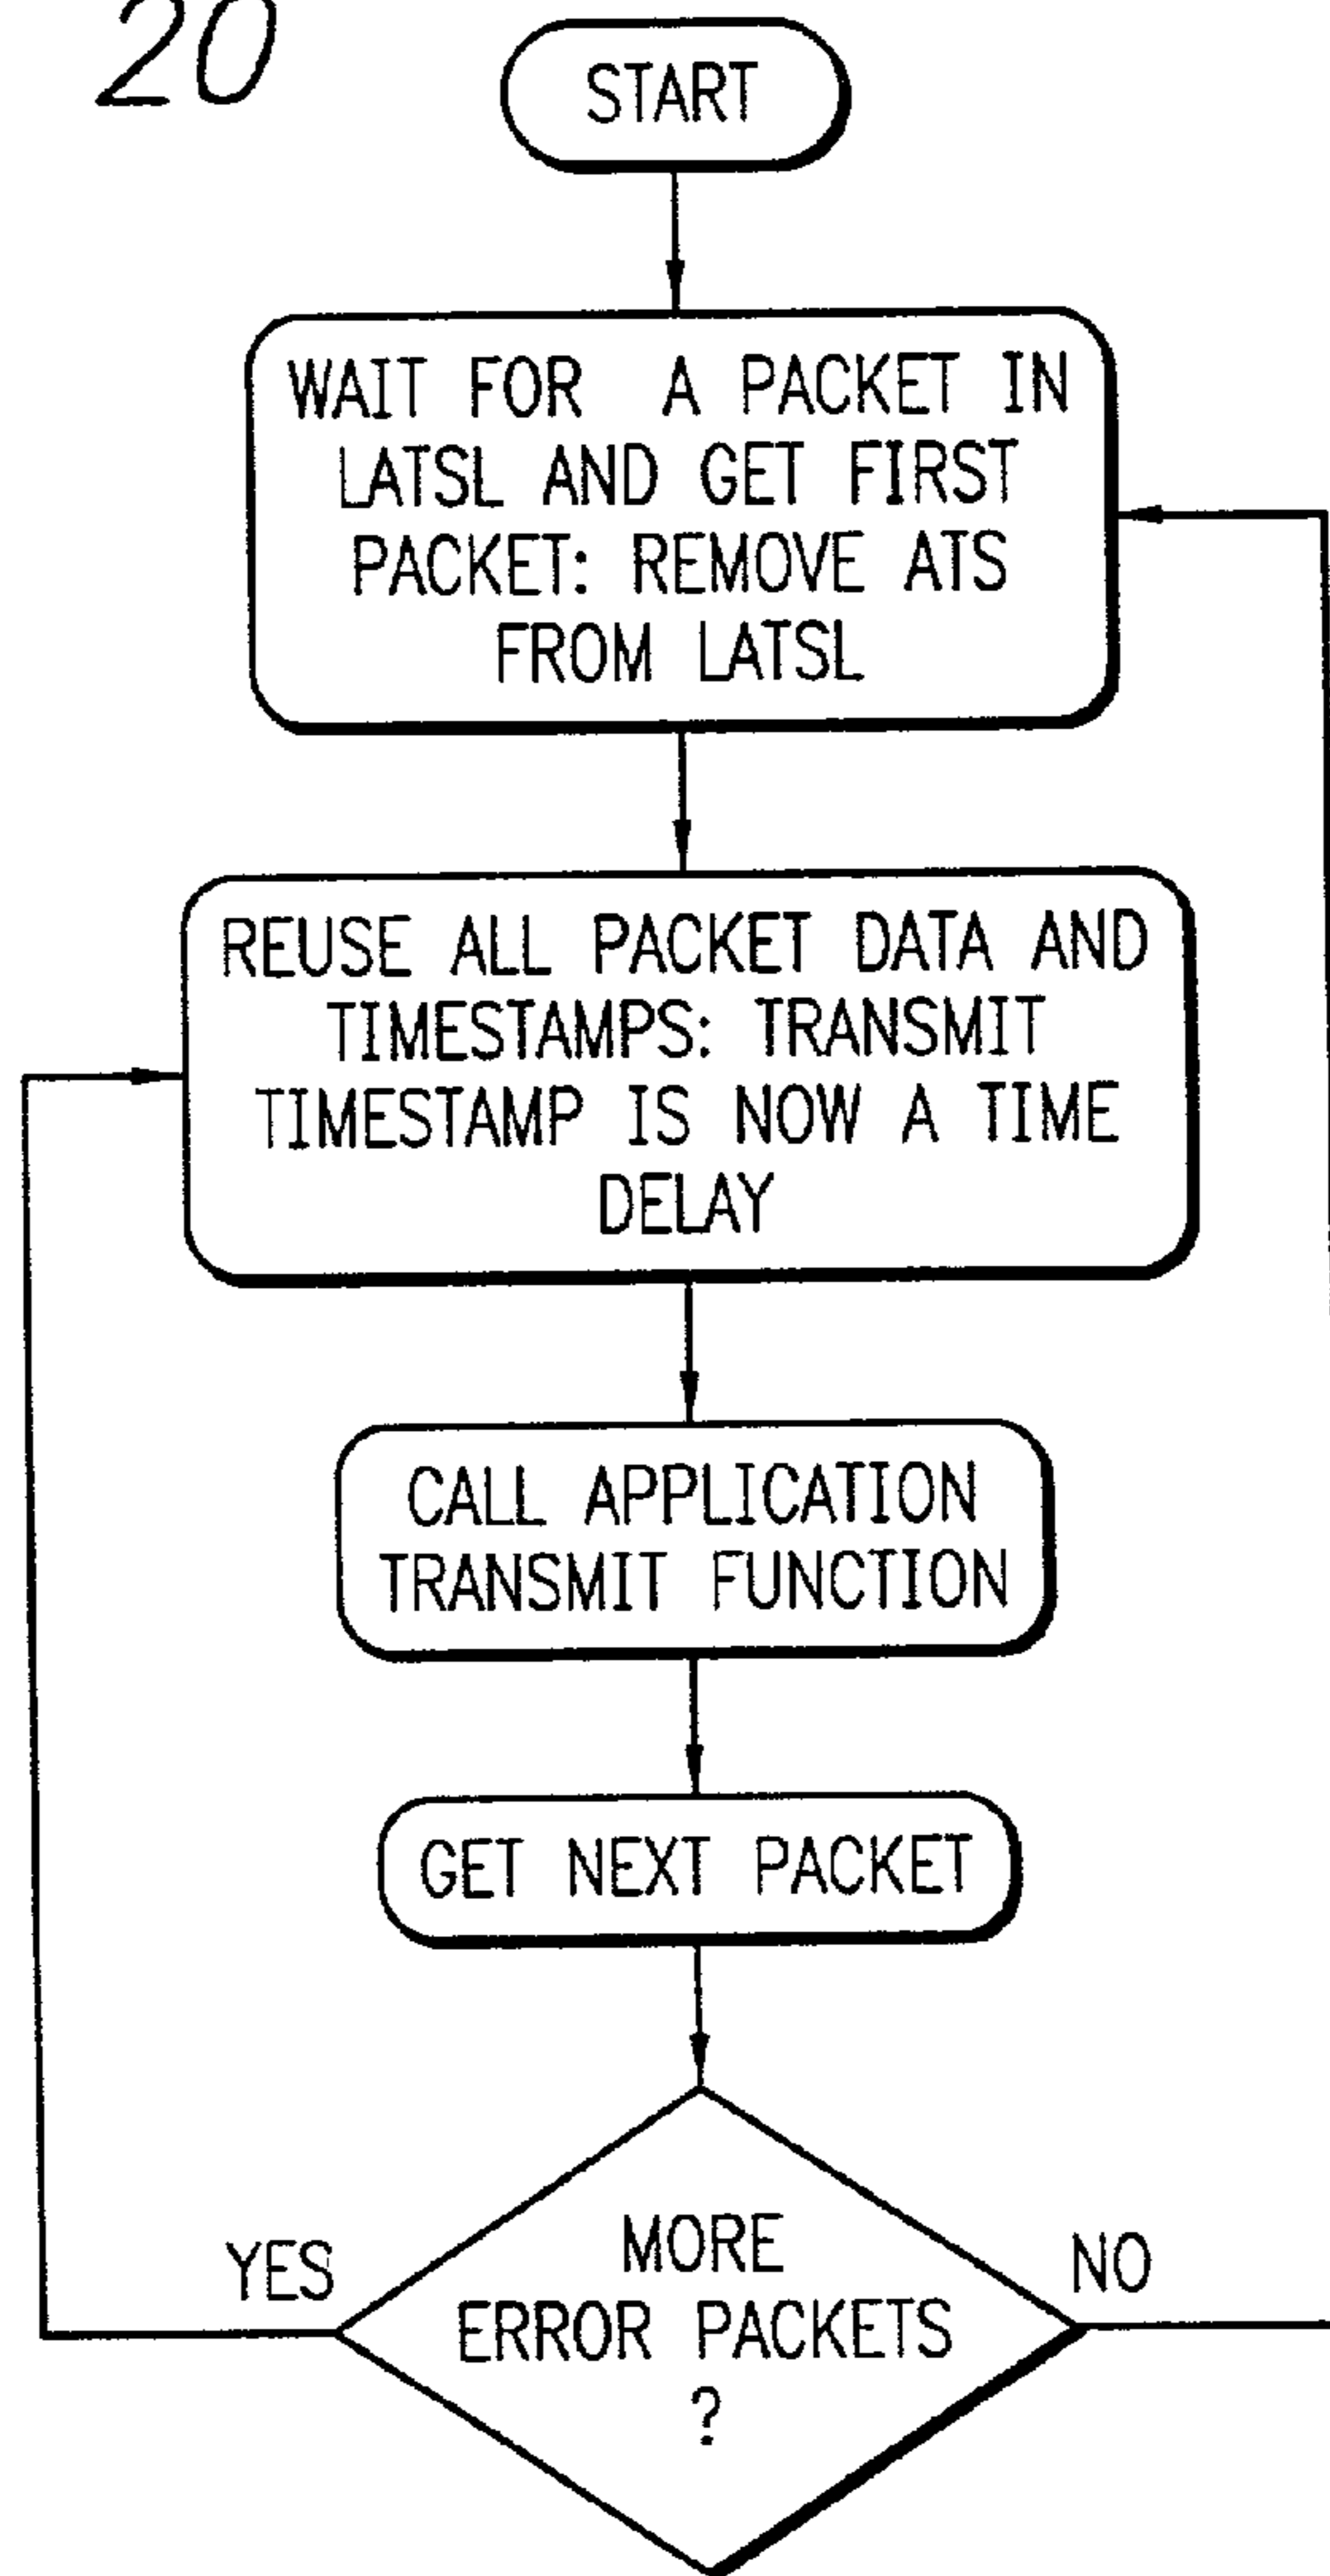 20
START
WAIT FOR A PACKET IN
LATSL AND GET FIRST
PACKET: REMOVE ATS
FROM LATSL
REUSE ALL PACKET DATA AND
TIMESTAMPS: TRANSMIT
TIMESTAMP IS NOW A TIME
DELAY
CALL APPLICATION
TRANSMIT FUNCTION
GET NEXT PACKET
YES
MORE
ERROR PACKETS
?
NO